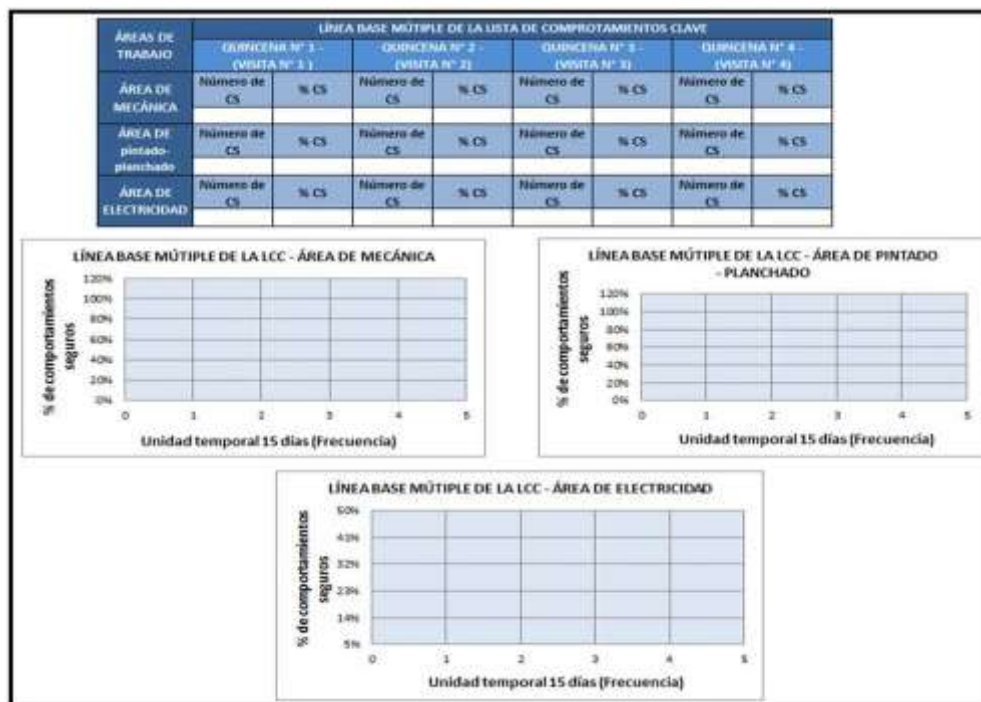 LÍNEA BASE MÚTIPLE DE LA LISTA DE COMPROTAMIENTOS CLAVE
ÁREAS DE
TRABAJO
QUINCENA N° 1 -
(VISITA N° 1 )
QUINCENA N° 2 -
(VISITA N° 2)
QUINCENA N° 3 -
(VISITA N° 3)
QUINCENA N° 4 -
(VISITA N° 4)
ÁREA DE
MECÁNICA
Número de
CS
% CS
Número de
CS
% CS
Número de
CS
% CS
Número de
CS
% CS
ÁREA DE
pintado-
planchado
Número de
CS
% CS
Número de
CS
% CS
Número de
CS
% CS
Número de
CS
% CS
ÁREA DE
ELECTRICIDAD
Número de
CS
% CS
Número de
CS
% CS
Número de
CS
% CS
Número de
CS
% CS
LÍNEA BASE MÚTIPLE DE LA LCC - ÁREA DE MECÁNICA
% de comportamientos
seguros
120%
100%
80%
60%
40%
20%
0%
0 1 2 3 4 5
Unidad temporal 15 días (Frecuencia)
LÍNEA BASE MÚTIPLE DE LA LCC - ÁREA DE PINTADO
- PLANCHADO
% de comportamientos
seguros
120%
100%
80%
60%
40%
20%
0%
0 1 2 3 4 5
Unidad temporal 15 días (Frecuencia)
LÍNEA BASE MÚTIPLE DE LA LCC - ÁREA DE ELECTRICIDAD
% de comportamientos
seguros
50%
41%
32%
23%
14%
5%
0 1 2 3 4 5
Unidad temporal 15 días (Frecuencia)